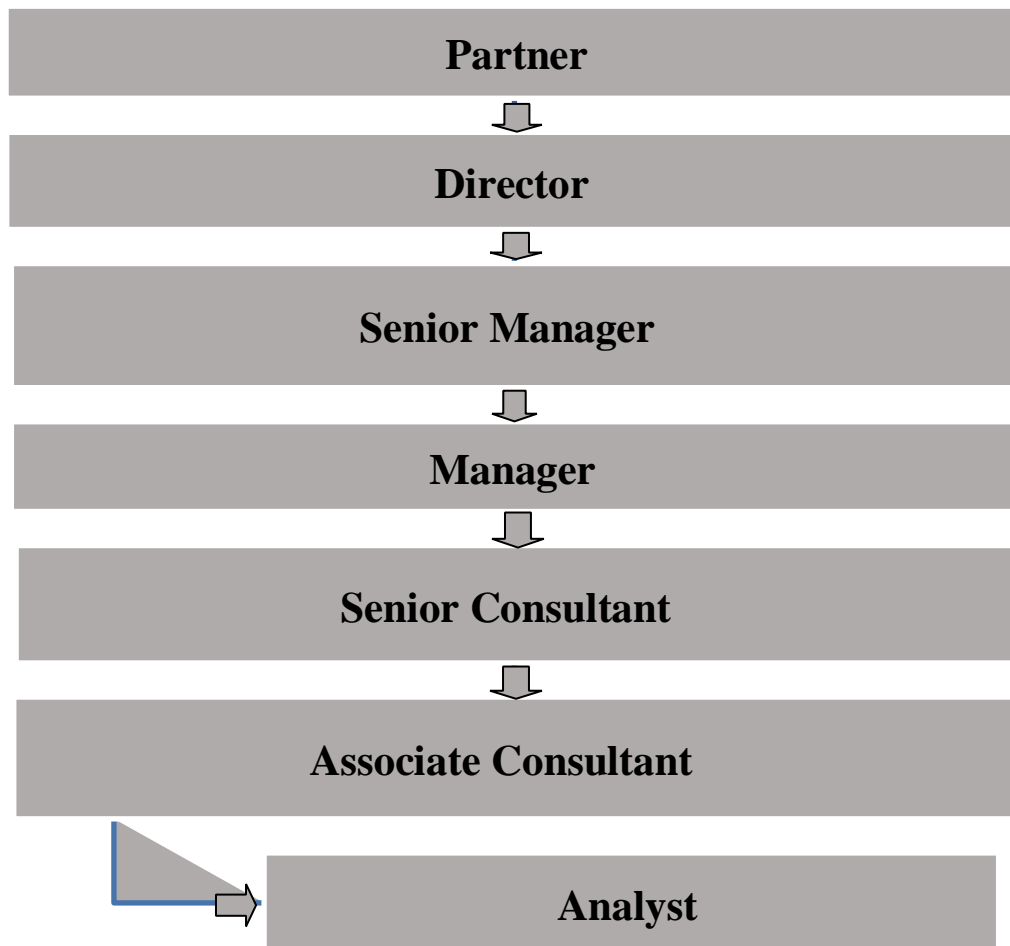 Partner
Director
Senior Manager
Manager
Senior Consultant
Associate Consultant
Analyst